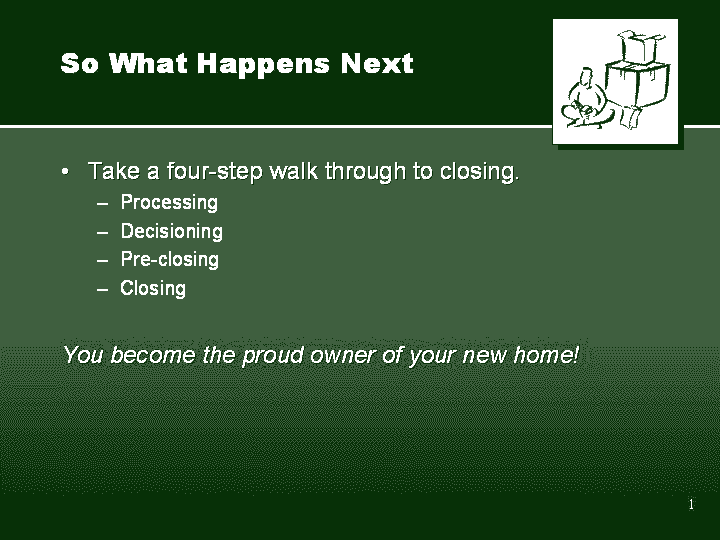 So What Happens Next
• Take a four-step walk through to closing.
– Processing
– Decisioning
– Pre-closing
– Closing
You become the proud owner of your new home!
1